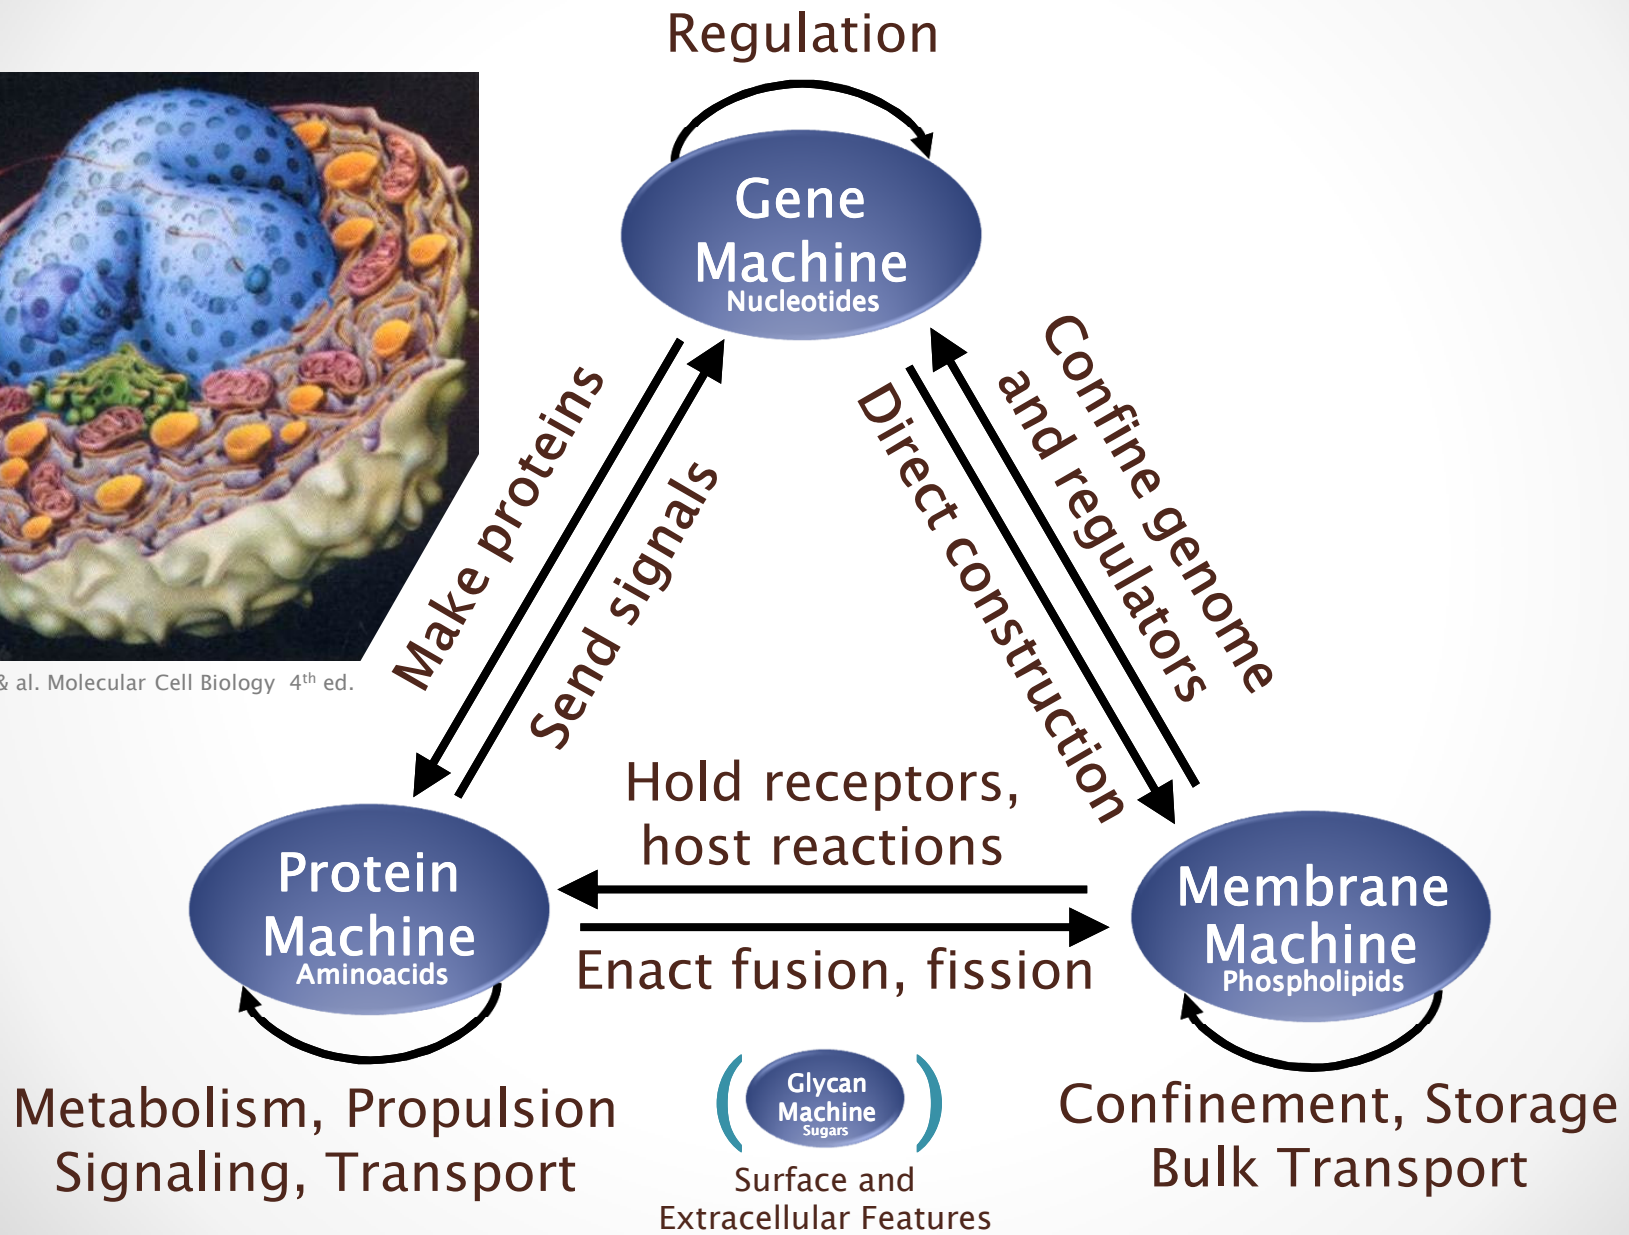 Regulation
Gene
Machine
Nucleotides
Make proteins
Send signals
Direct construction
Confine genome
and regulators
& al. Molecular Cell Biology 4th ed.
Hold receptors,
host reactions
Protein
Machine
Aminoacids
Enact fusion, fission
Membrane
Machine
Phospholipids
Metabolism, Propulsion
Signaling, Transport
( Glycan
Machine
Sugars )
Surface and
Extracellular Features
Confinement, Storage
Bulk Transport